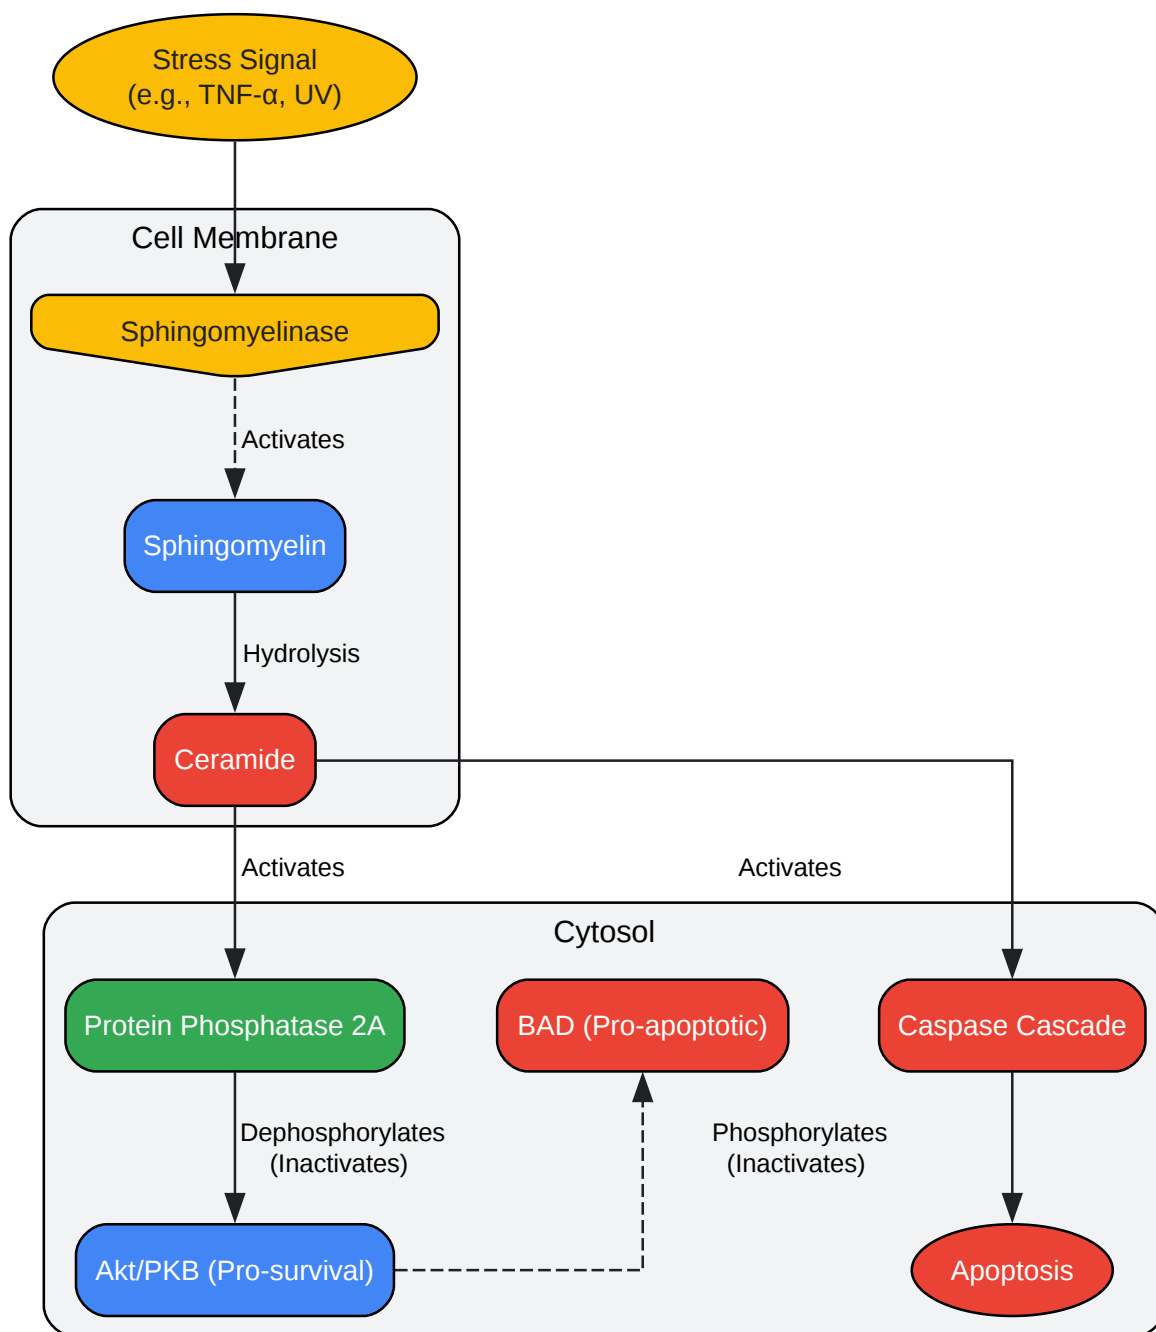 Stress Signal
(e.g., TNF-α, UV)
Cell Membrane
Sphingomyelinase
Activates
Sphingomyelin
Hydrolysis
Ceramide
Activates
Activates
Cytosol
Protein Phosphatase 2A
BAD (Pro-apoptotic)
Caspase Cascade
Dephosphorylates
(Inactivates)
Phosphorylates
(Inactivates)
Akt/PKB (Pro-survival)
Apoptosis